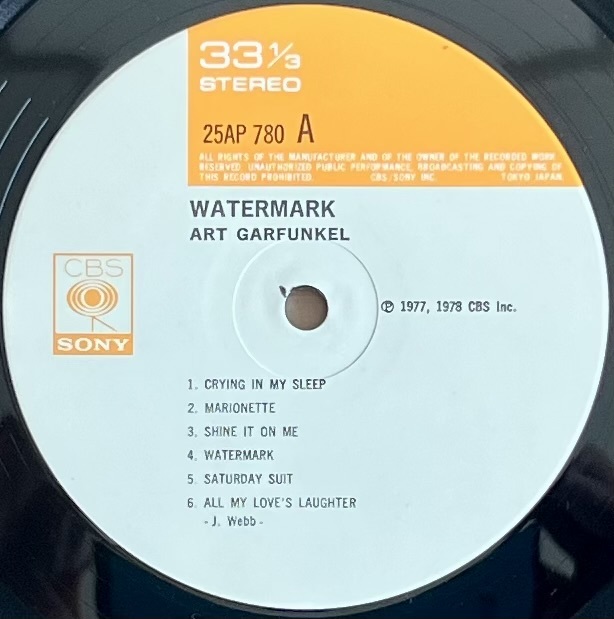 33 1/3
STEREO
25AP 780 A
ALL RIGHTS OF THE MANUFACTURER AND OF THE OWNER OF THE RECORDED WORK
RESERVED UNAUTHORIZED PUBLIC PERFORMANCE, BROADCASTING AND COPYING OF
THIS RECORD PROHIBITED. CBS/SONY INC. TOKYO JAPAN
WATERMARK
ART GARFUNKEL
CBS
SONY
℗ 1977, 1978 CBS Inc.
1. CRYING IN MY SLEEP
2. MARIONETTE
3. SHINE IT ON ME
4. WATERMARK
5. SATURDAY SUIT
6. ALL MY LOVE'S LAUGHTER
- J. Webb -